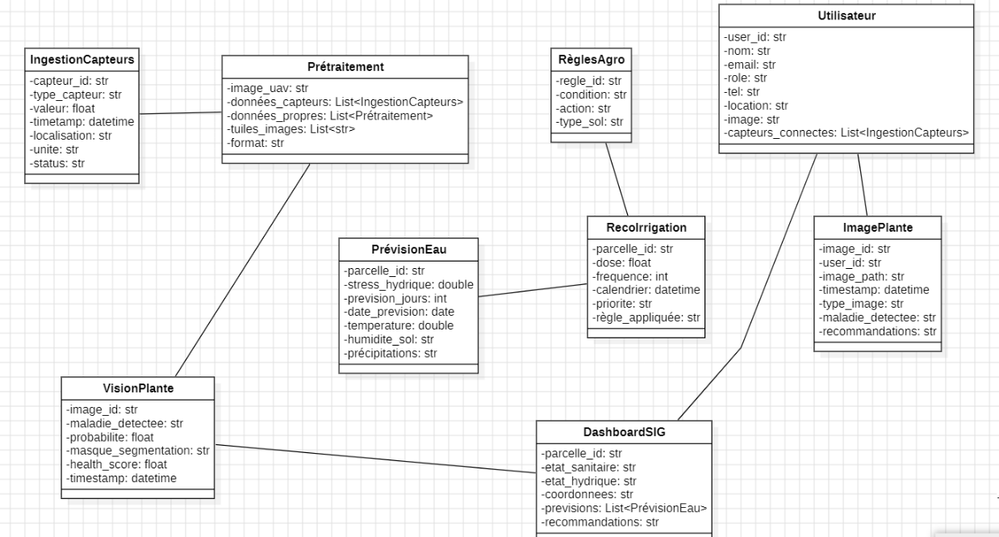 IngestionCapteurs
-capteur_id: str
-type_capteur: str
-valeur: float
-timetamp: datetime
-localisation: str
-unite: str
-status: str
Prétraitement
-image_uav: str
-données_capteurs: List<IngestionCapteurs>
-données_propres: List<Prétraitement>
-tuiles_images: List<str>
-format: str
RèglesAgro
-regle_id: str
-condition: str
-action: str
-type_sol: str
Utilisateur
-user_id: str
-nom: str
-email: str
-role: str
-tel: str
-location: str
-image: str
-capteurs_connectes: List<IngestionCapteurs>
PrévisionEau
-parcelle_id: str
-stress_hydrique: double
-prevision_jours: int
-date_prevision: date
-temperature: double
-humidite_sol: str
-précipitations: str
RecoIrrigation
-parcelle_id: str
-dose: float
-frequence: int
-calendrier: datetime
-priorite: str
-règle_appliquée: str
ImagePlante
-image_id: str
-user_id: str
-image_path: str
-timestamp: datetime
-type_image: str
-maladie_detectee: str
-recommandations: str
VisionPlante
-image_id: str
-maladie_detectee: str
-probabilite: float
-masque_segmentation: str
-health_score: float
-timestamp: datetime
DashboardSIG
-parcelle_id: str
-etat_sanitaire: str
-etat_hydrique: str
-coordonnees: str
-previsions: List<PrévisionEau>
-recommandations: str